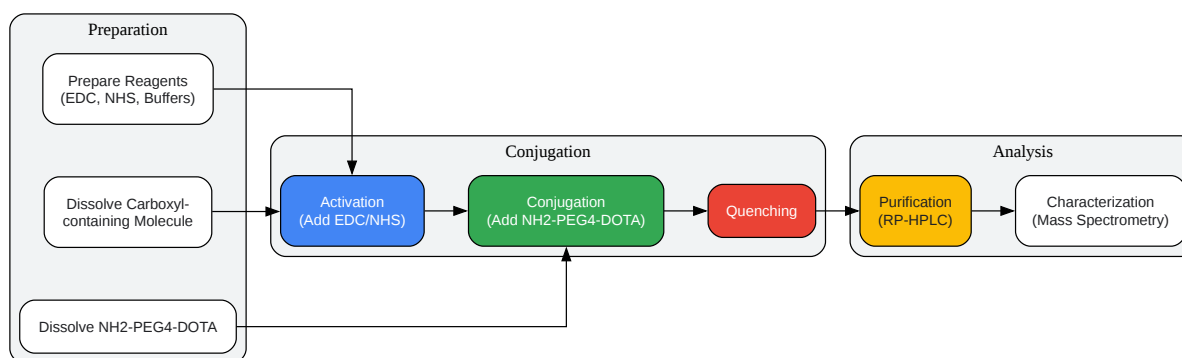 Preparation
Prepare Reagents
(EDC, NHS, Buffers)
Dissolve Carboxyl-
containing Molecule
Dissolve NH2-PEG4-DOTA
Conjugation
Activation
(Add EDC/NHS)
Conjugation
(Add NH2-PEG4-DOTA)
Quenching
Analysis
Purification
(RP-HPLC)
Characterization
(Mass Spectrometry)